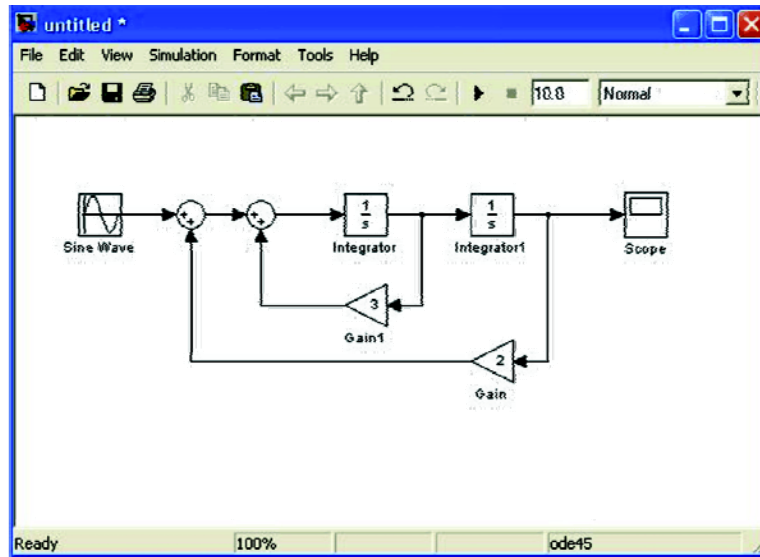 untitled *
File Edit View Simulation Format Tools Help
10.0 Normal
Sine Wave
1
s
Integrator
1
s
Integrator1
Scope
3
Gain1
2
Gain
Ready 100% ode45